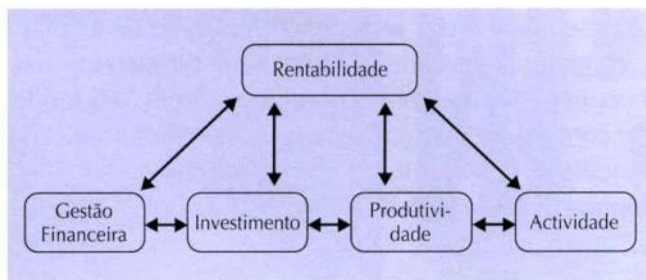 Rentabilidade
Gestão
Financeira
Investimento
Produtivi-
dade
Actividade